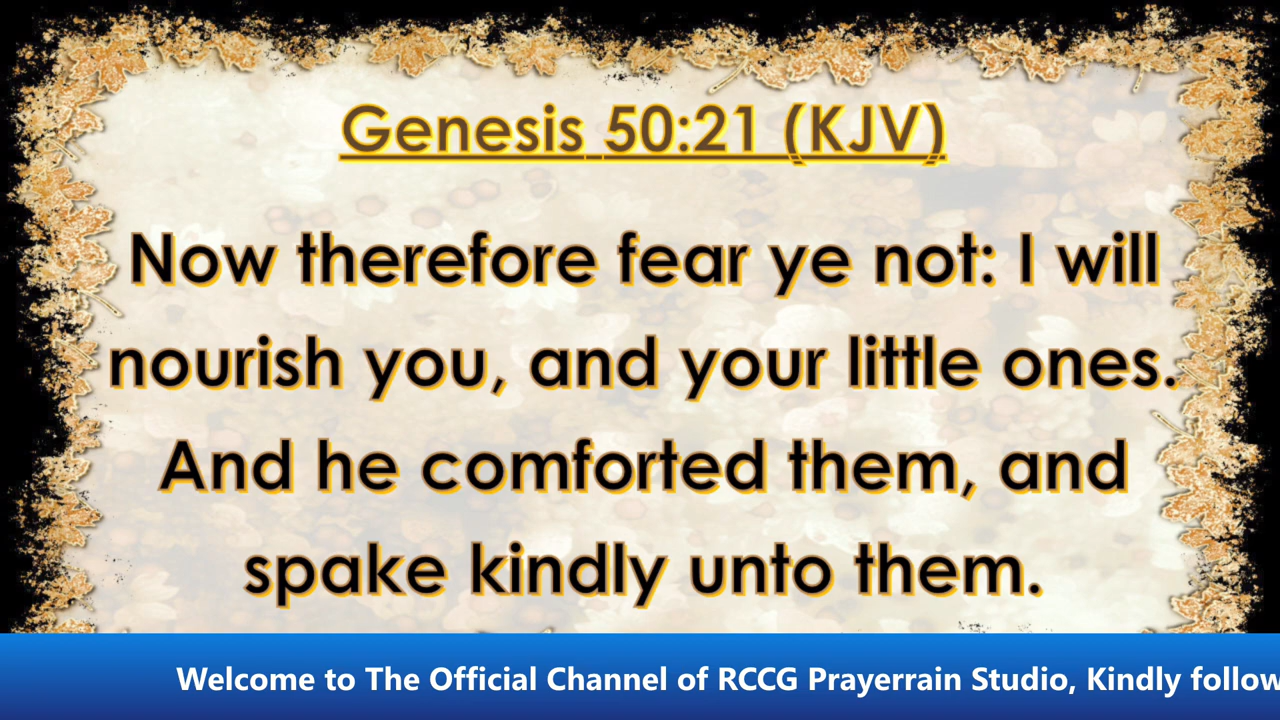 Genesis 50:21 (KJV)
Now therefore fear ye not: I will
nourish you, and your little ones.
And he comforted them, and
spake kindly unto them.
Welcome to The Official Channel of RCCG Prayerrain Studio, Kindly follow